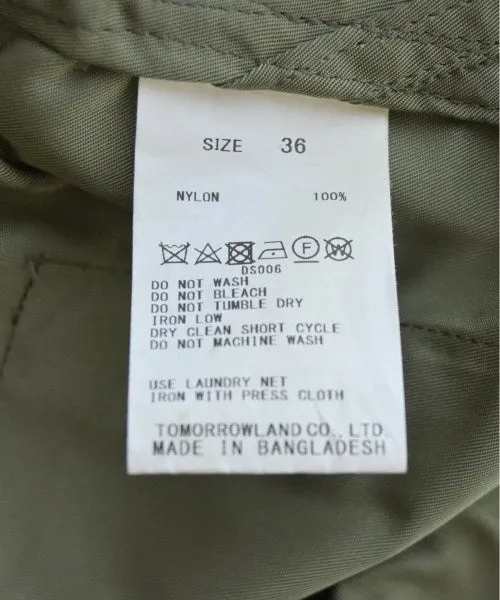 SIZE 36
NYLON 100%
F W
DS006
DO NOT WASH
DO NOT BLEACH
DO NOT TUMBLE DRY
IRON LOW
DRY CLEAN SHORT CYCLE
DO NOT MACHINE WASH
USE LAUNDRY NET
IRON WITH PRESS CLOTH
TOMORROWLAND CO., LTD.
MADE IN BANGLADESH